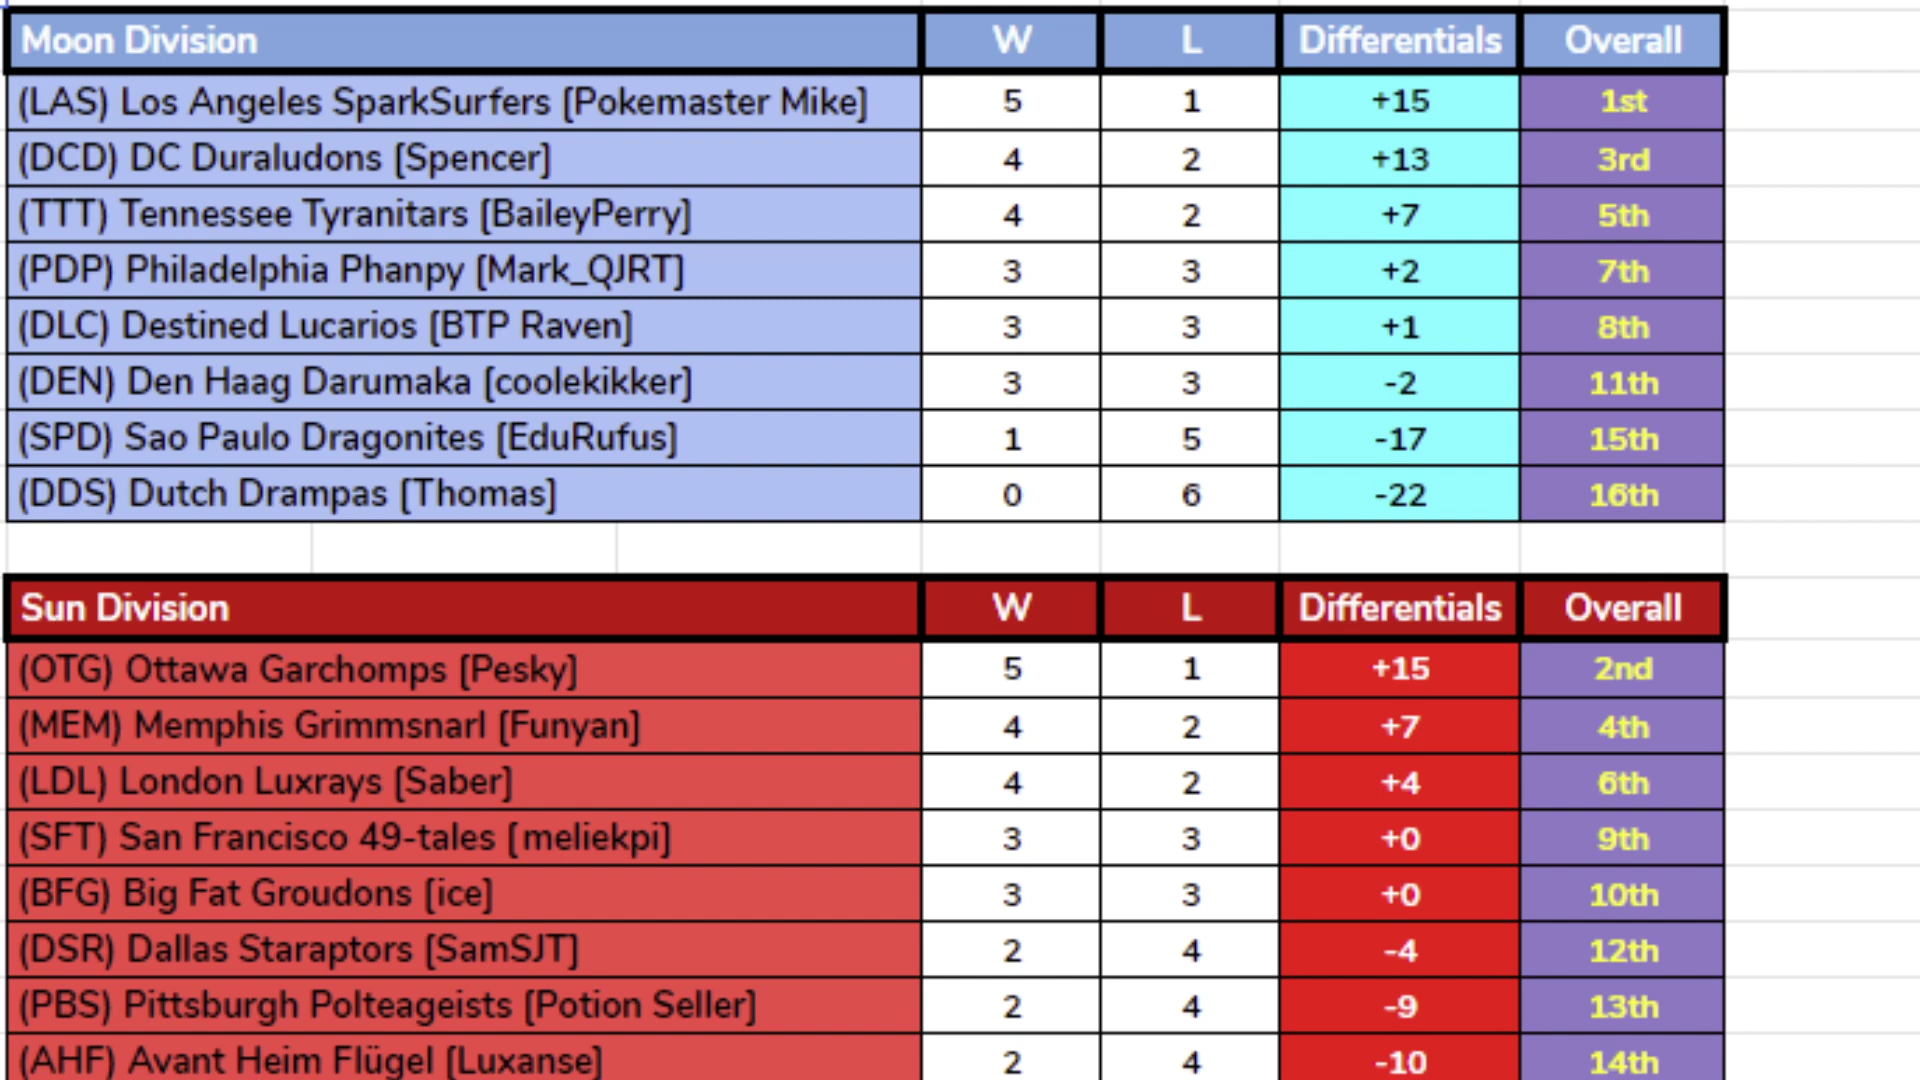 Moon Division W L Differentials Overall
(LAS) Los Angeles SparkSurfers [Pokemaster Mike] 5 1 +15 1st
(DCD) DC Duraludons [Spencer] 4 2 +13 3rd
(TTT) Tennessee Tyranitars [BaileyPerry] 4 2 +7 5th
(PDP) Philadelphia Phanpy [Mark_QJRT] 3 3 +2 7th
(DLC) Destined Lucarios [BTP Raven] 3 3 +1 8th
(DEN) Den Haag Darumaka [coolekikker] 3 3 -2 11th
(SPD) Sao Paulo Dragonites [EduRufus] 1 5 -17 15th
(DDS) Dutch Drampas [Thomas] 0 6 -22 16th
Sun Division W L Differentials Overall
(OTG) Ottawa Garchomps [Pesky] 5 1 +15 2nd
(MEM) Memphis Grimmsnarl [Funyan] 4 2 +7 4th
(LDL) London Luxrays [Saber] 4 2 +4 6th
(SFT) San Francisco 49-tales [meliekpi] 3 3 +0 9th
(BFG) Big Fat Groudons [ice] 3 3 +0 10th
(DSR) Dallas Staraptors [SamSJT] 2 4 -4 12th
(PBS) Pittsburgh Polteageists [Potion Seller] 2 4 -9 13th
(AHF) Avant Heim Flügel [Luxanse] 2 4 -10 14th